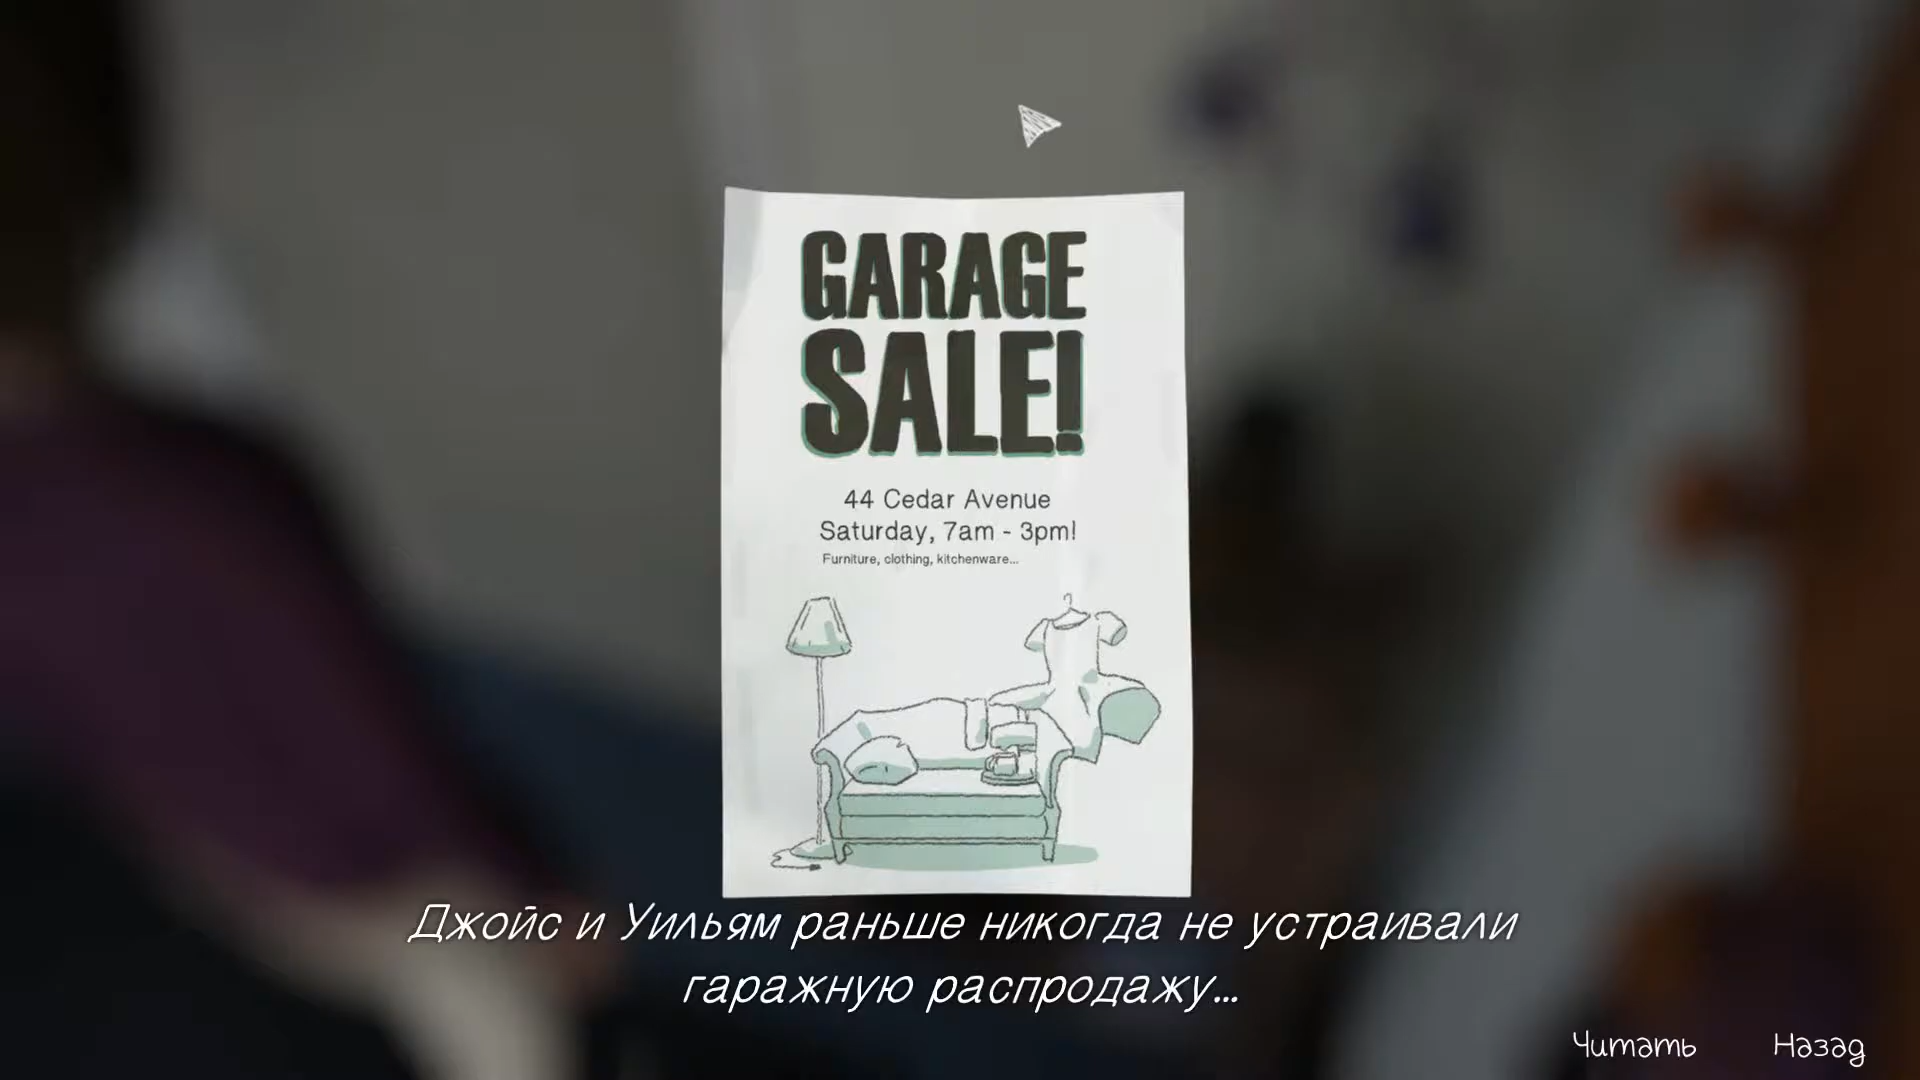 GARAGE
SALE!
44 Cedar Avenue
Saturday, 7am - 3pm!
Furniture, clothing, kitchenware...
Джойс и Уильям раньше никогда не устраивали
гаражную распродажу...
Читать Назад